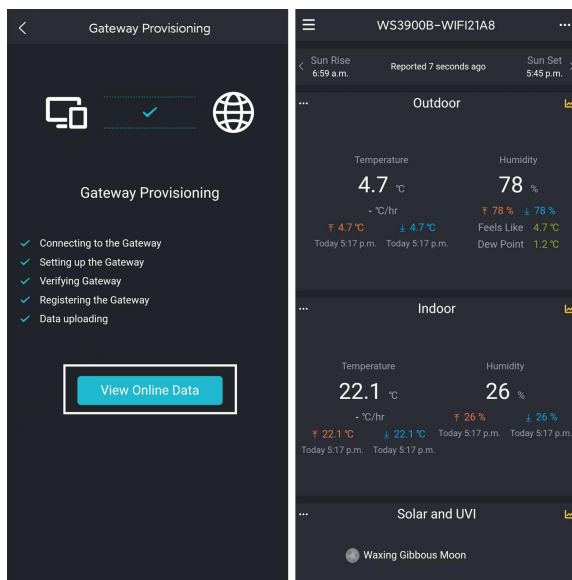 Gateway Provisioning
Gateway Provisioning
Connecting to the Gateway
Setting up the Gateway
Verifying Gateway
Registering the Gateway
Data uploading
View Online Data
WS3900B-WIFI21A8
Sun Rise
6:59 a.m.
Reported 7 seconds ago
Sun Set
5:45 p.m.
Outdoor
Temperature
4.7 °C
- °C/hr
4.7 °C 4.7 °C
Today 5:17 p.m. Today 5:17 p.m.
Humidity
78 %
78 % 78 %
Feels Like 4.7 °C
Dew Point 1.2 °C
Indoor
Temperature
22.1 °C
- °C/hr
22.1 °C 22.1 °C
Today 5:17 p.m. Today 5:17 p.m.
Humidity
26 %
26 % 26 %
Today 5:17 p.m. Today 5:17 p.m.
Solar and UVI
Waxing Gibbous Moon